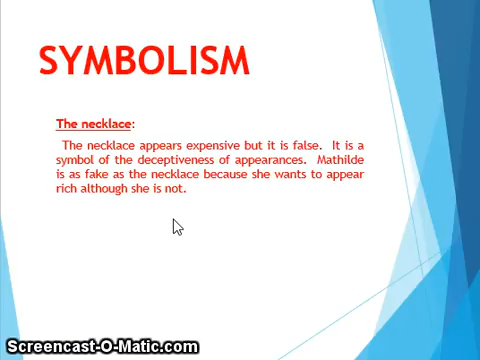 SYMBOLISM
The necklace:
The necklace appears expensive but it is false. It is a
symbol of the deceptiveness of appearances. Mathilde
is as fake as the necklace because she wants to appear
rich although she is not.
Screencast-O-Matic.com